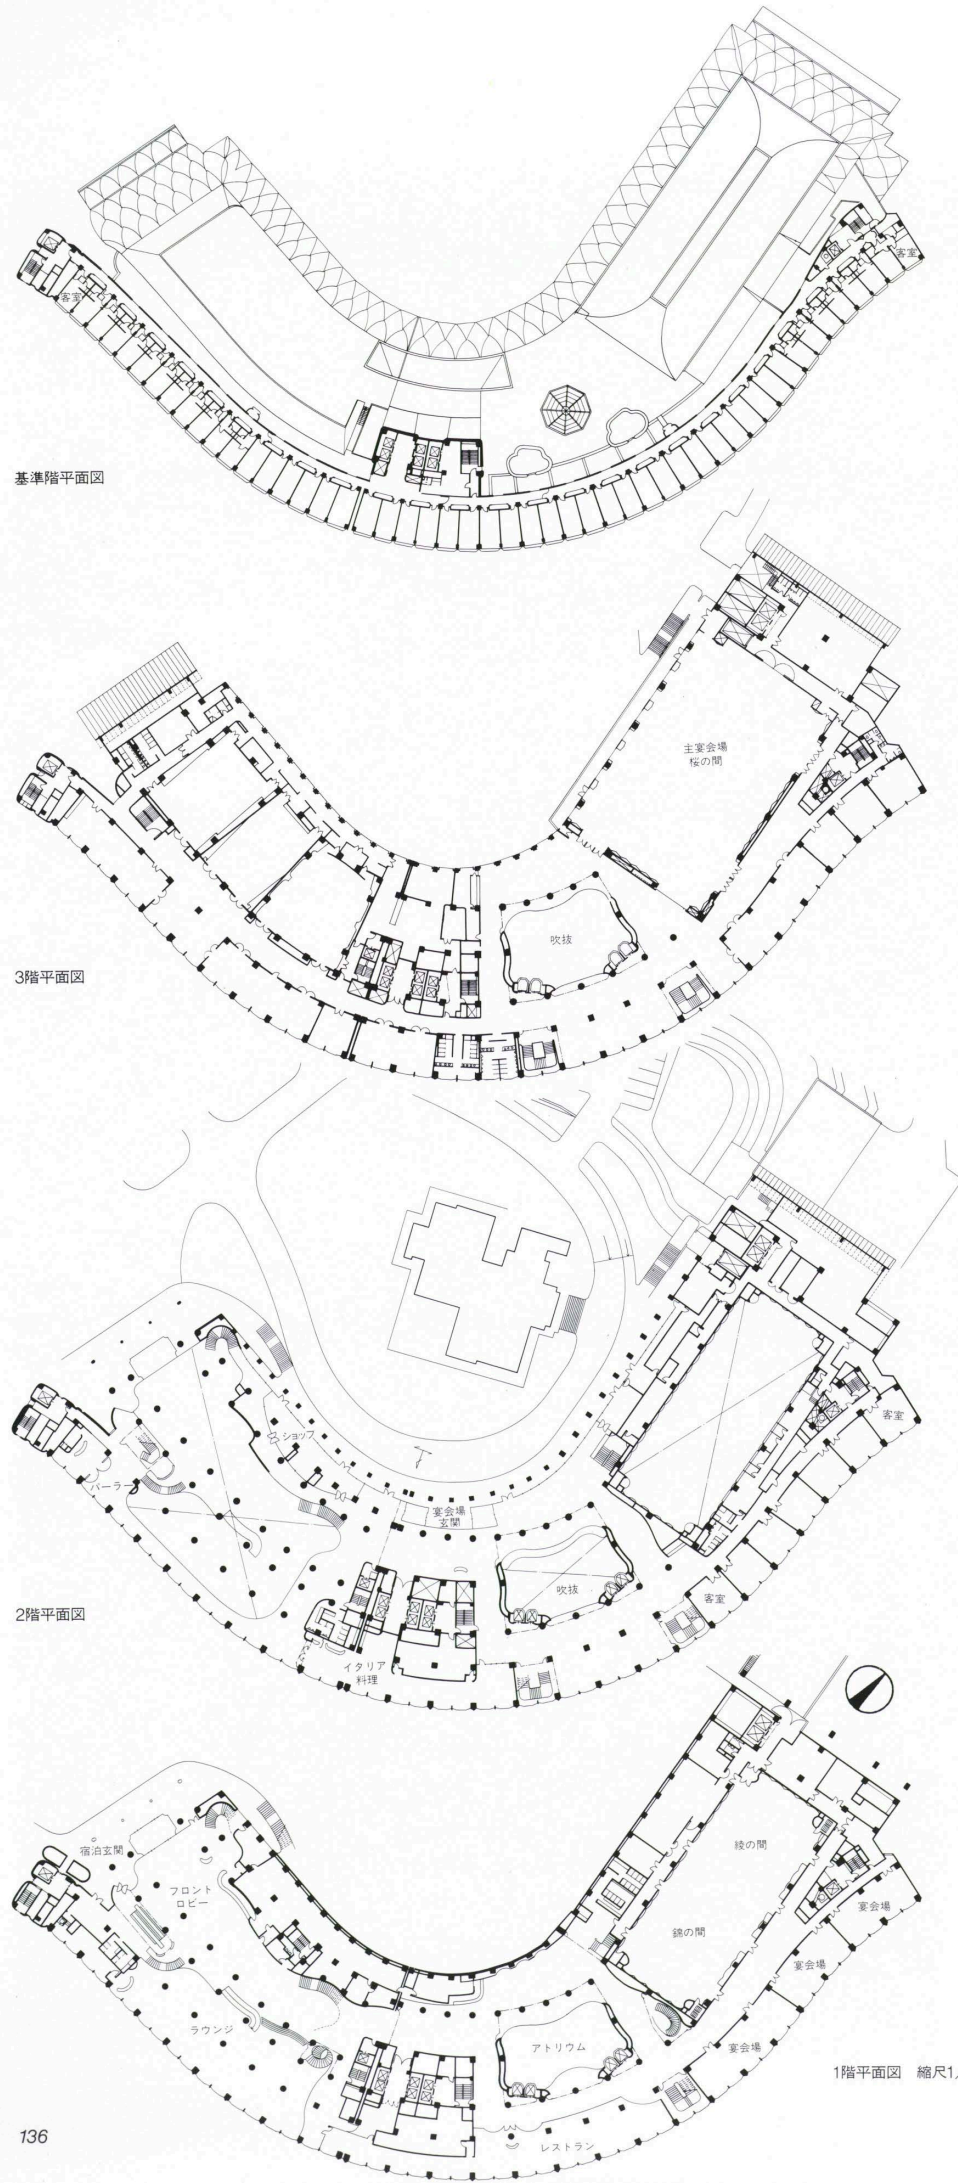 客室
客室
基準階平面図
主宴会場
桜の間
吹抜
3階平面図
ショップ
パーラー
宴会場
玄関
客室
吹抜
客室
2階平面図
イタリア
料理
宿泊玄関
フロント
ロビー
綾の間
錦の間
宴会場
宴会場
ラウンジ
アトリウム
宴会場
1階平面図 縮尺1/
レストラン
136